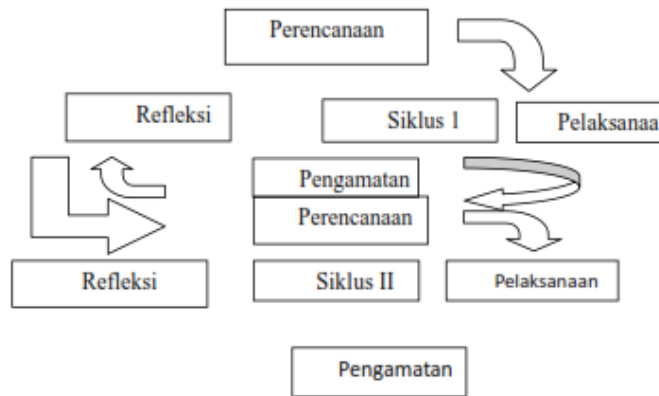 Perencanaan
Refleksi
Siklus 1
Pelaksanaa
Pengamatan
Perencanaan
Refleksi
Siklus II
Pelaksanaan
Pengamatan